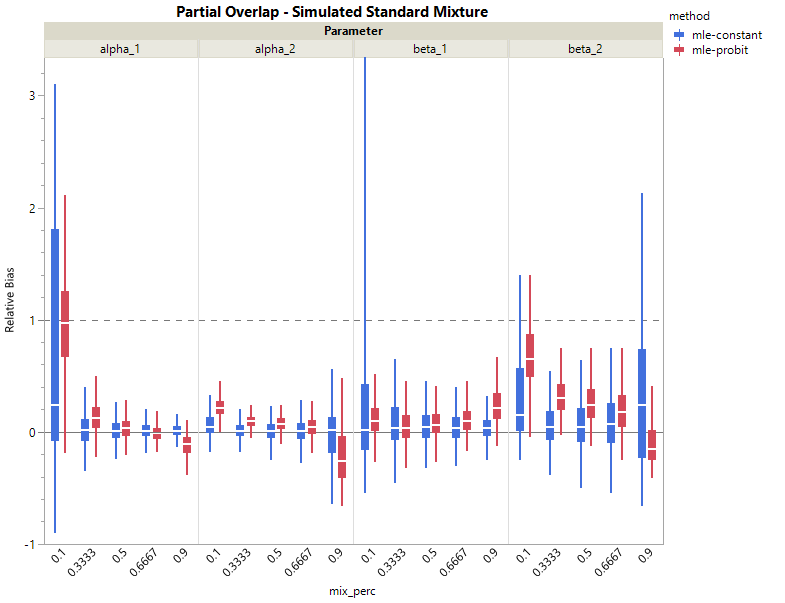 Partial Overlap - Simulated Standard Mixture
Parameter
alpha_1 alpha_2 beta_1 beta_2
method
mle-constant
mle-probit
Relative Bias
3
2
1
0
-1
0.1 0.3333 0.5 0.6667 0.9 0.1 0.3333 0.5 0.6667 0.9 0.1 0.3333 0.5 0.6667 0.9 0.1 0.3333 0.5 0.6667 0.9
mix_perc